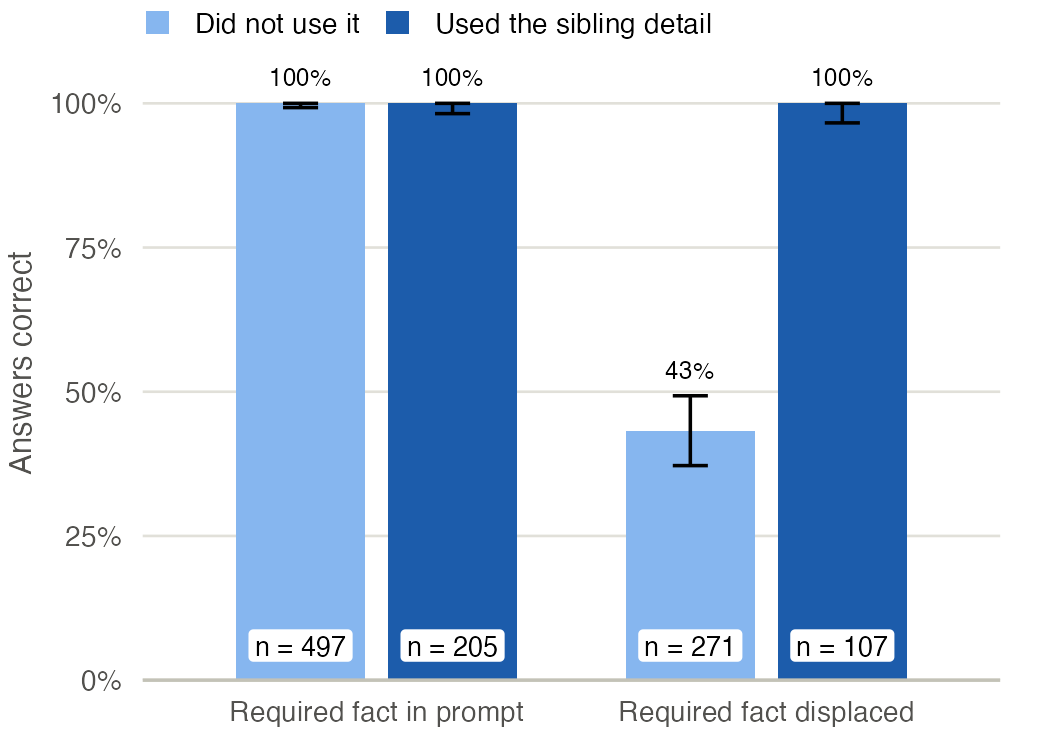 Did not use it
Used the sibling detail
100%
100%
100%
100%
75%
43%
50%
Answers correct
25%
n = 497
n = 205
n = 271
n = 107
0%
Required fact in prompt
Required fact displaced